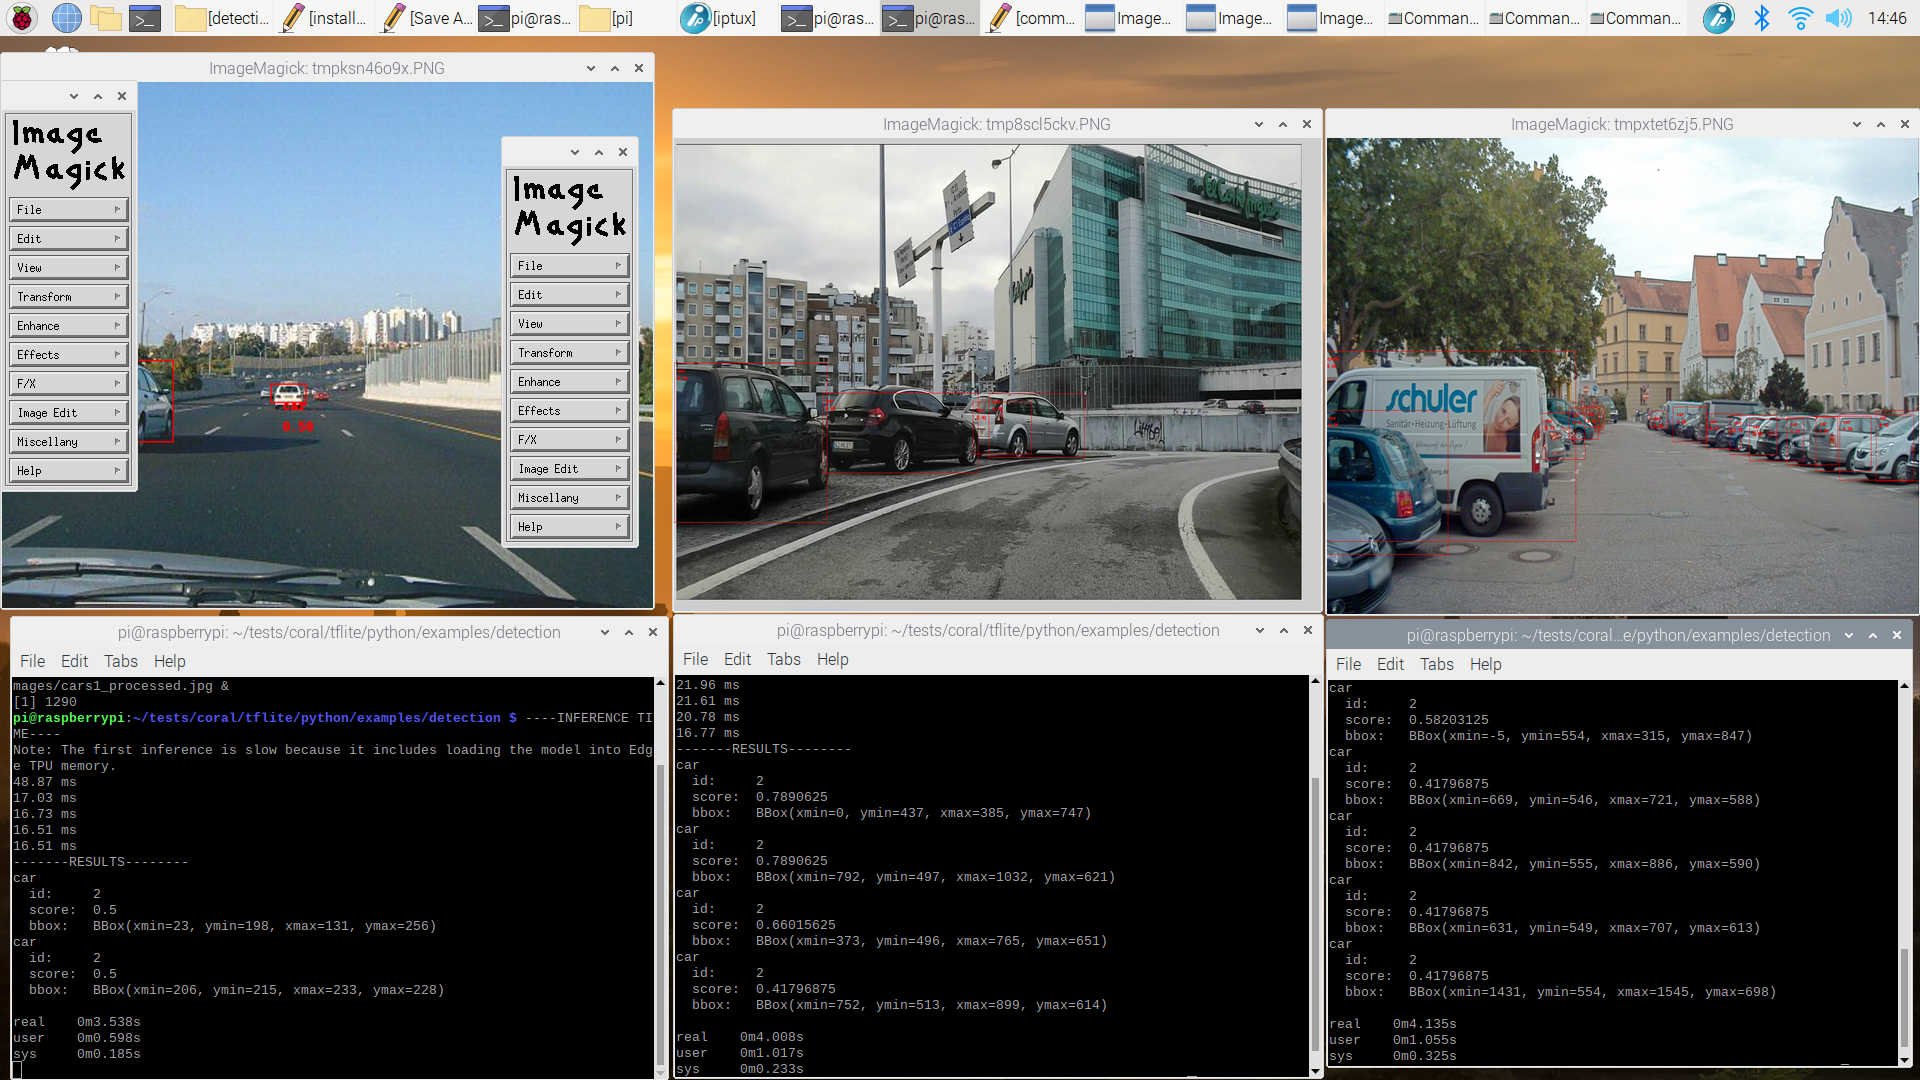 [detecti...
[install...
[Save A...
pi@ras...
[pi]
[iptux]
pi@ras...
pi@ras...
[comm...
Image...
Image...
Image...
Comman...
Comman...
Comman...
14:46
ImageMagick: tmpksn46o9x.PNG
Image
Magick
File
Edit
View
Transform
Enhance
Effects
F/X
Image Edit
Miscellany
Help
Image
Magick
File
Edit
View
Transform
Enhance
Effects
F/X
Image Edit
Miscellany
Help
0.50
ImageMagick: tmp8scl5ckv.PNG
El Corte Inglés
ImageMagick: tmpxtet6zj5.PNG
schuler
Sanitär-Heizung-Lüftung
pi@raspberrypi: ~/tests/coral/tflite/python/examples/detection
File Edit Tabs Help
mages/cars1_processed.jpg &
[1] 1290
pi@raspberrypi:~/tests/coral/tflite/python/examples/detection $ ----INFERENCE TI
ME----
Note: The first inference is slow because it includes loading the model into Edg
e TPU memory.
48.87 ms
17.03 ms
16.73 ms
16.51 ms
16.51 ms
-------RESULTS--------
car
id: 2
score: 0.5
bbox: BBox(xmin=23, ymin=198, xmax=131, ymax=256)
car
id: 2
score: 0.5
bbox: BBox(xmin=206, ymin=215, xmax=233, ymax=228)
real 0m3.538s
user 0m0.598s
sys 0m0.185s
pi@raspberrypi: ~/tests/coral/tflite/python/examples/detection
File Edit Tabs Help
21.96 ms
21.61 ms
20.78 ms
16.77 ms
-------RESULTS--------
car
id: 2
score: 0.7890625
bbox: BBox(xmin=0, ymin=437, xmax=385, ymax=747)
car
id: 2
score: 0.7890625
bbox: BBox(xmin=792, ymin=497, xmax=1032, ymax=621)
car
id: 2
score: 0.66015625
bbox: BBox(xmin=373, ymin=496, xmax=765, ymax=651)
car
id: 2
score: 0.41796875
bbox: BBox(xmin=752, ymin=513, xmax=899, ymax=614)
real 0m4.008s
user 0m1.017s
sys 0m0.233s
pi@raspberrypi: ~/tests/coral...e/python/examples/detection
File Edit Tabs Help
car
id: 2
score: 0.58203125
bbox: BBox(xmin=-5, ymin=554, xmax=315, ymax=847)
car
id: 2
score: 0.41796875
bbox: BBox(xmin=669, ymin=546, xmax=721, ymax=588)
car
id: 2
score: 0.41796875
bbox: BBox(xmin=842, ymin=555, xmax=886, ymax=590)
car
id: 2
score: 0.41796875
bbox: BBox(xmin=631, ymin=549, xmax=707, ymax=613)
car
id: 2
score: 0.41796875
bbox: BBox(xmin=1431, ymin=554, xmax=1545, ymax=698)
real 0m4.135s
user 0m1.055s
sys 0m0.325s